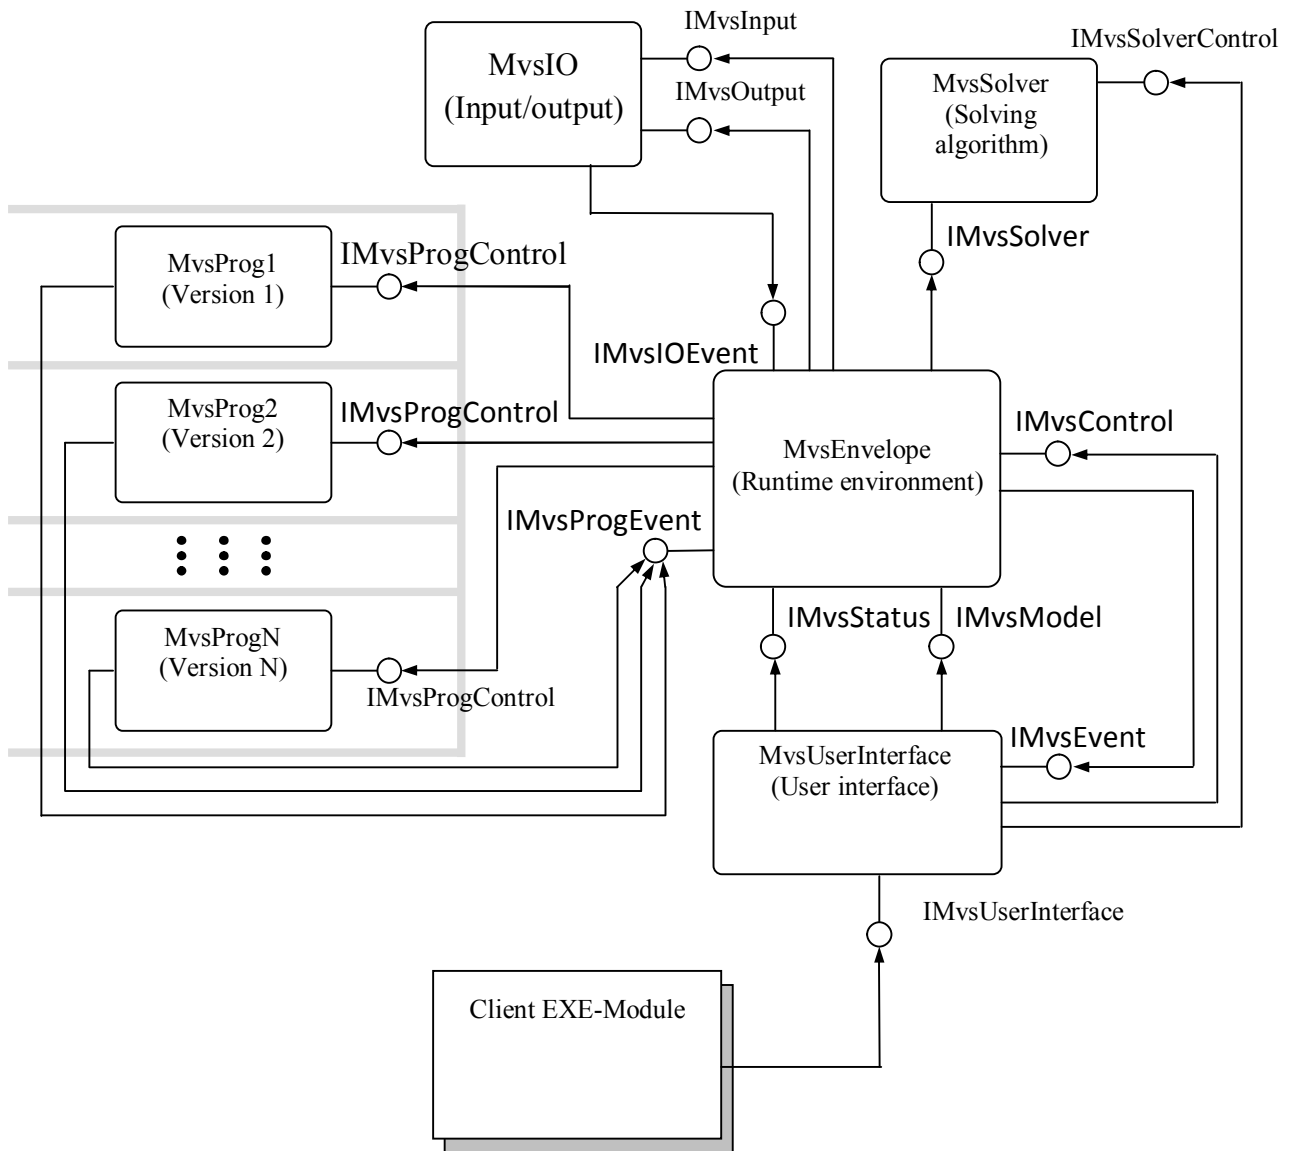 IMvsInput
MvsIO
(Input/output)
IMvsOutput
IMvsSolverControl
MvsSolver
(Solving
algorithm)
IMvsSolver
MvsProg1
(Version 1)
IMvsProgControl
IMvsIOEvent
MvsProg2
(Version 2)
IMvsProgControl
MvsEnvelope
(Runtime environment)
IMvsControl
IMvsProgEvent
MvsProgN
(Version N)
IMvsProgControl
IMvsStatus
IMvsModel
MvsUserInterface
(User interface)
IMvsEvent
IMvsUserInterface
Client EXE-Module